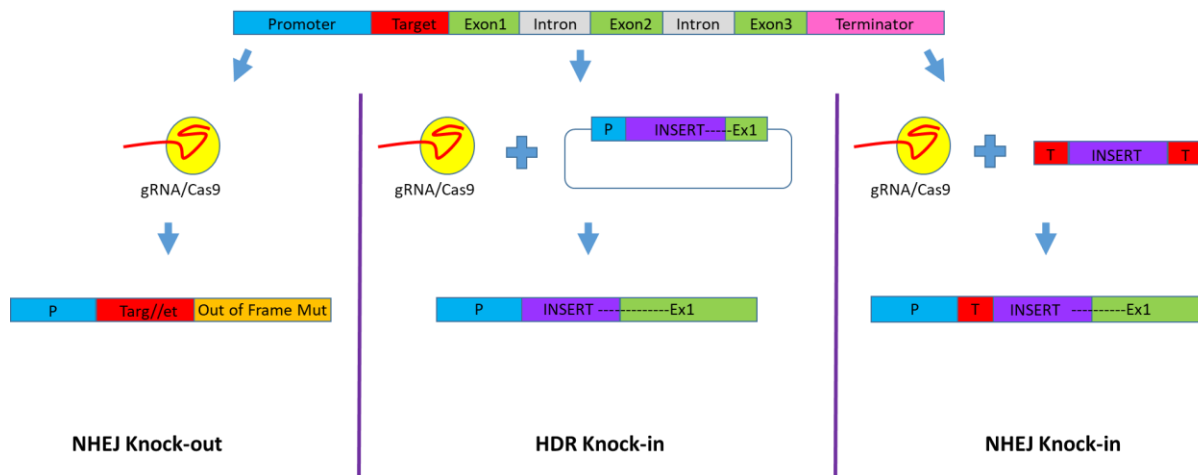 Promoter Target Exon1 Intron Exon2 Intron Exon3 Terminator
gRNA/Cas9
P Targ//et Out of Frame Mut
NHEJ Knock-out
P INSERT-----Ex1
gRNA/Cas9
P INSERT -------------Ex1
HDR Knock-in
T INSERT T
gRNA/Cas9
P T INSERT ----------Ex1
NHEJ Knock-in